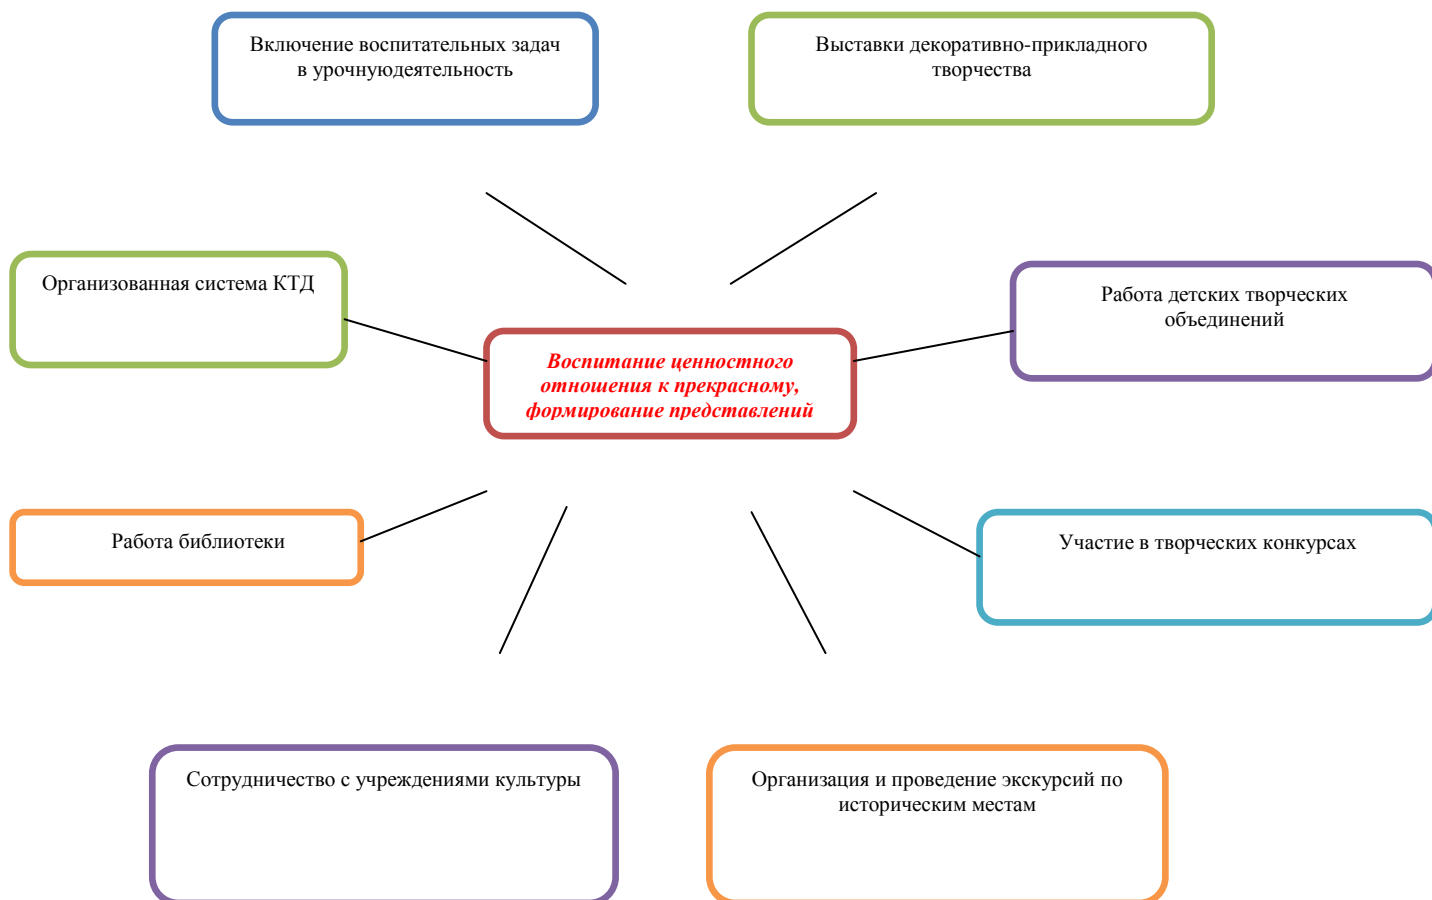 Включение воспитательных задач
в урочнуюдеятельность
Выставки декоративно-прикладного
творчества
Организованная система КТД
Работа детских творческих
объединений
Воспитание ценностного
отношения к прекрасному,
формирование представлений
Работа библиотеки
Участие в творческих конкурсах
Сотрудничество с учреждениями культуры
Организация и проведение экскурсий по
историческим местам